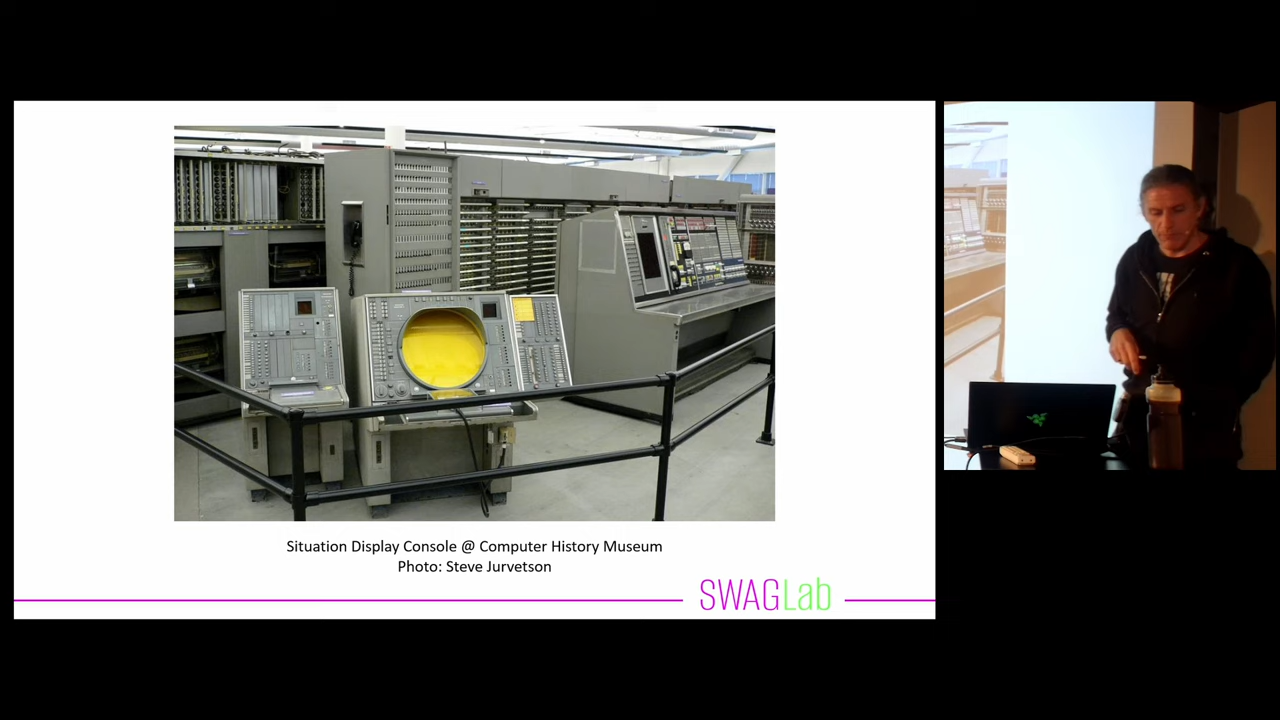 Situation Display Console @ Computer History Museum
Photo: Steve Jurvetson
SWAGLab